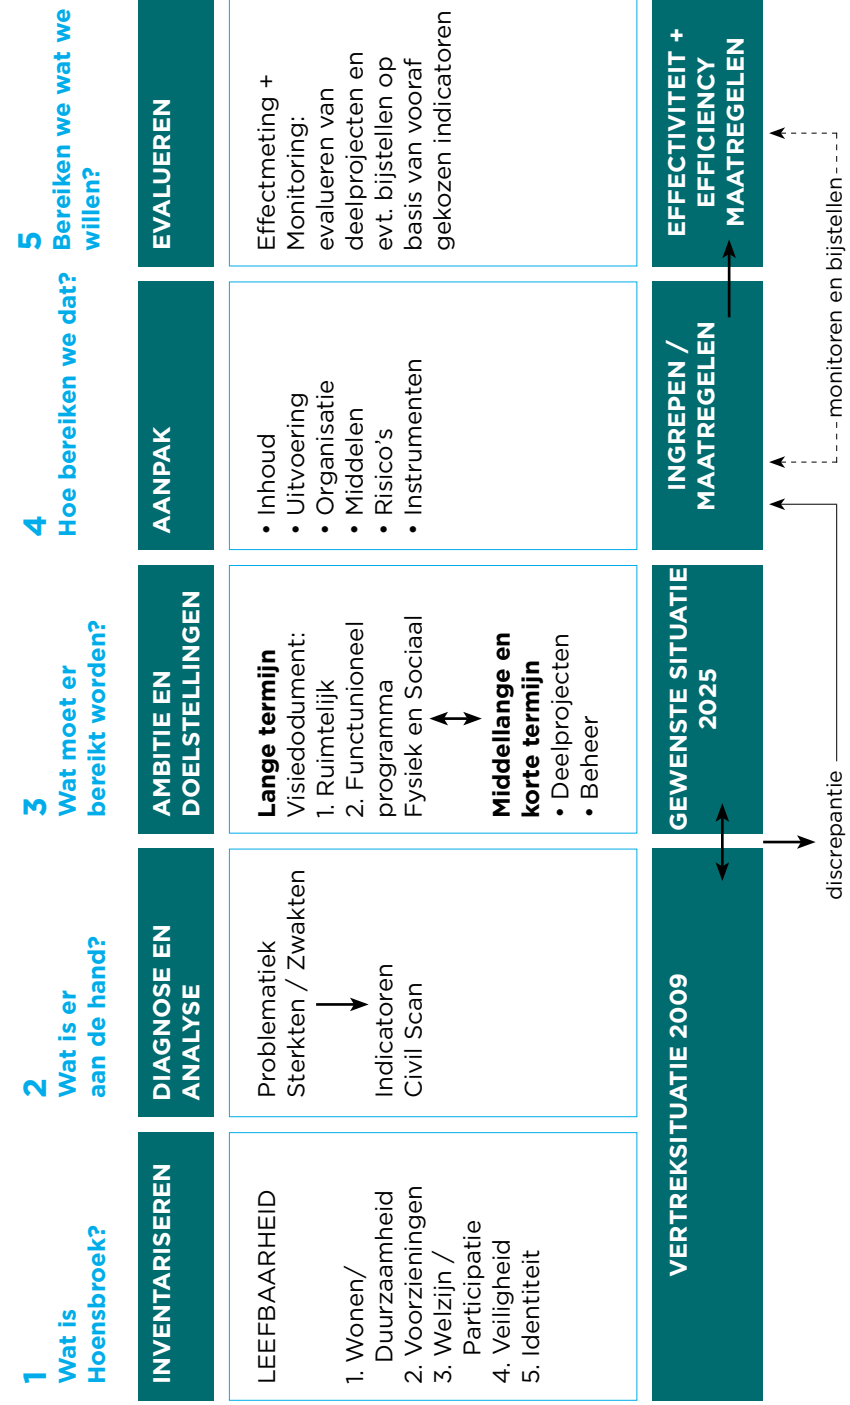 1
Wat is
Hoensbroek?
INVENTARISEREN
LEEFBAARHEID
1. Wonen/
Duurzaamheid
2. Voorzieningen
3. Welzijn /
Participatie
4. Veiligheid
5. Identiteit
2
Wat is er
aan de hand?
DIAGNOSE EN
ANALYSE
Problematiek
Sterkten / Zwakten
Indicatoren
Civil Scan
VERTREKSITUATIE 2009
3
Wat moet er
bereikt worden?
AMBITIE EN
DOELSTELLINGEN
Lange termijn
Visiedodument:
1. Ruimtelijk
2. Functunioneel
programma
Fysiek en Sociaal
Middellange en
korte termijn
• Deelprojecten
• Beheer
GEWENSTE SITUATIE
2025
discrepantie
4
Hoe bereiken we dat?
AANPAK
• Inhoud
• Uitvoering
• Organisatie
• Middelen
• Risico’s
• Instrumenten
INGREPEN /
MAATREGELEN
monitoren en bijstellen
5
Bereiken we wat we
willen?
EVALUEREN
Effectmeting +
Monitoring:
evalueren van
deelprojecten en
evt. bijstellen op
basis van vooraf
gekozen indicatoren
EFFECTIVITEIT +
EFFICIENCY
MAATREGELEN